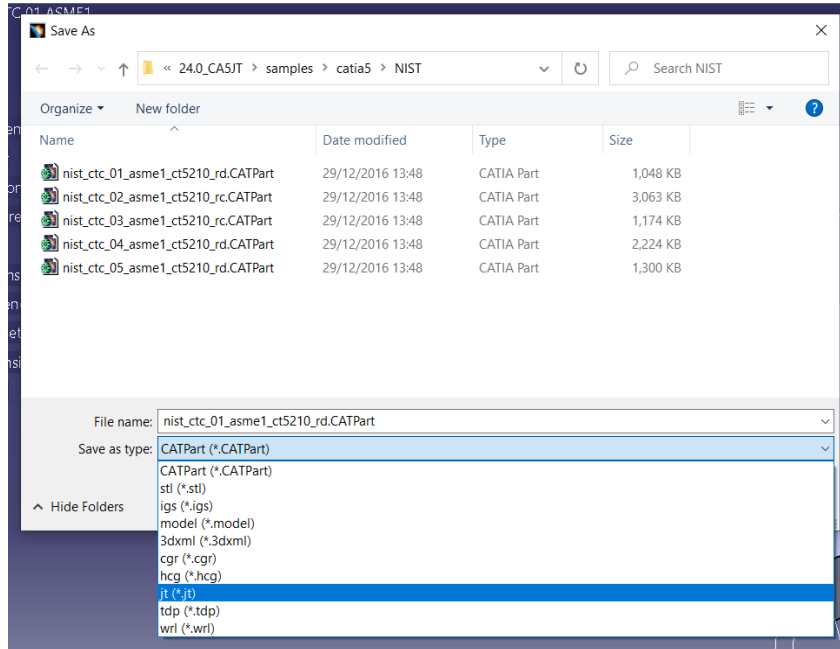 TC 01 ASME1
Save As
« 24.0_CA5JT > samples > catia5 > NIST
Search NIST
Organize
New folder
Name Date modified Type Size
nist_ctc_01_asme1_ct5210_rd.CATPart 29/12/2016 13:48 CATIA Part 1,048 KB
nist_ctc_02_asme1_ct5210_rc.CATPart 29/12/2016 13:48 CATIA Part 3,063 KB
nist_ctc_03_asme1_ct5210_rc.CATPart 29/12/2016 13:48 CATIA Part 1,174 KB
nist_ctc_04_asme1_ct5210_rd.CATPart 29/12/2016 13:48 CATIA Part 2,224 KB
nist_ctc_05_asme1_ct5210_rd.CATPart 29/12/2016 13:48 CATIA Part 1,300 KB
File name: nist_ctc_01_asme1_ct5210_rd.CATPart
Save as type: CATPart (*.CATPart)
CATPart (*.CATPart)
stl (*.stl)
igs (*.igs)
Hide Folders
model (*.model)
3dxml (*.3dxml)
cgr (*.cgr)
hcg (*.hcg)
jt (*.jt)
tdp (*.tdp)
wrl (*.wrl)